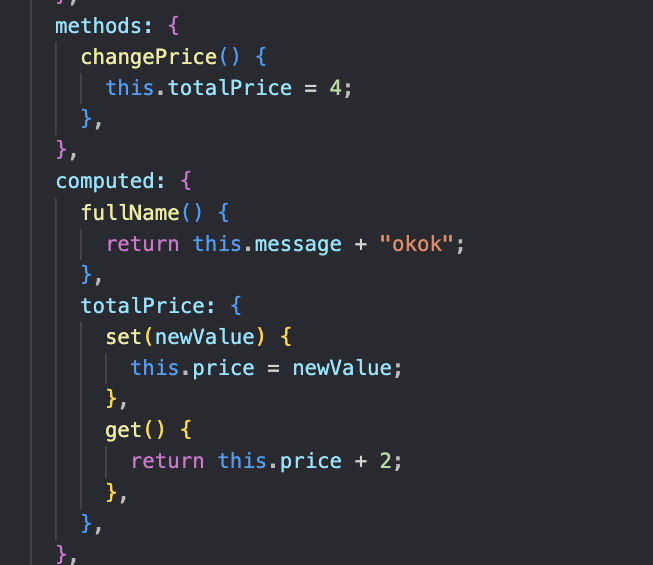 },
methods: {
changePrice() {
this.totalPrice = 4;
},
},
computed: {
fullName() {
return this.message + "okok";
},
totalPrice: {
set(newValue) {
this.price = newValue;
},
get() {
return this.price + 2;
},
},
},